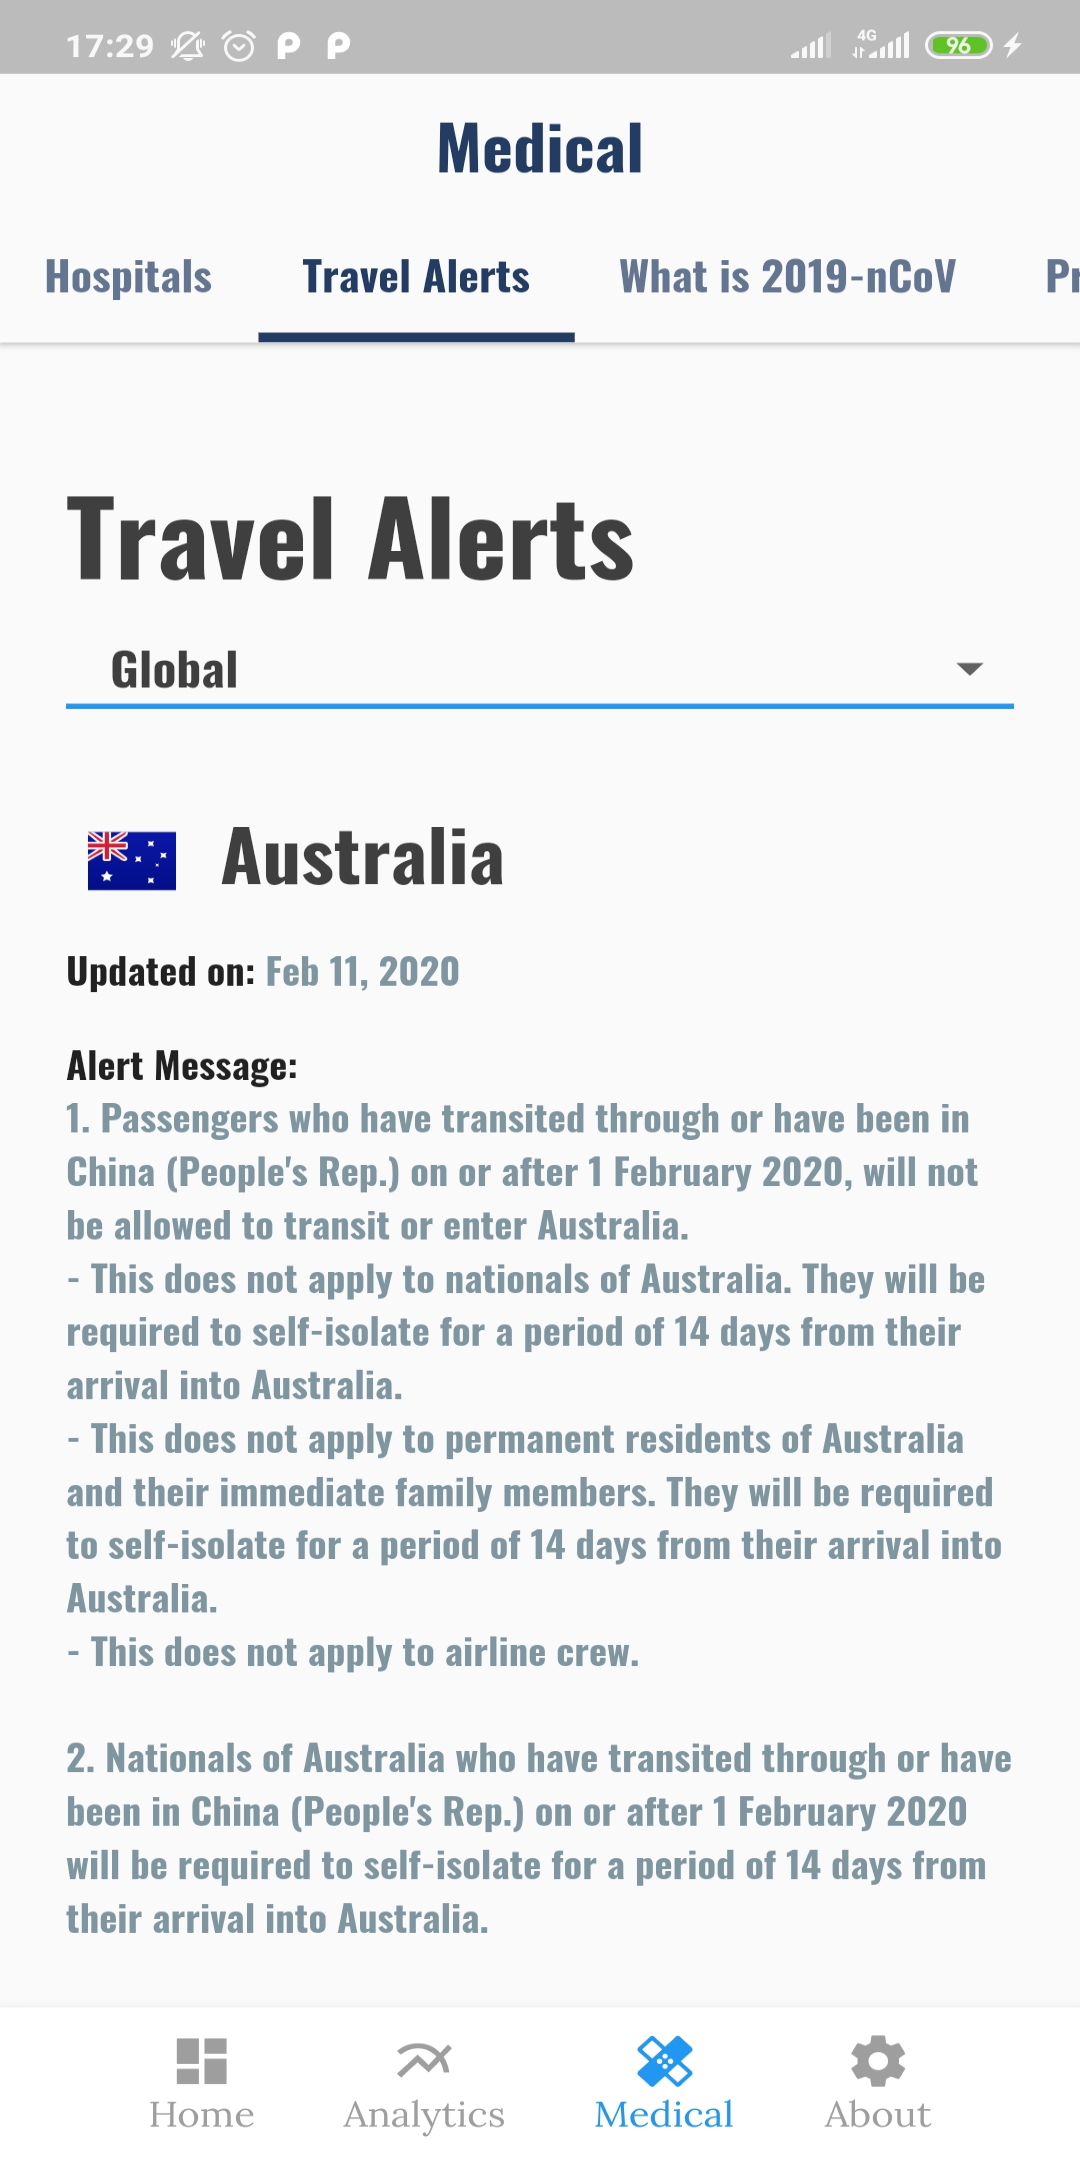 17:29 4G 96
Medical
Hospitals Travel Alerts What is 2019-nCoV Pr
Travel Alerts
Global
Australia
Updated on: Feb 11, 2020
Alert Message:
1. Passengers who have transited through or have been in
China (People's Rep.) on or after 1 February 2020, will not
be allowed to transit or enter Australia.
- This does not apply to nationals of Australia. They will be
required to self-isolate for a period of 14 days from their
arrival into Australia.
- This does not apply to permanent residents of Australia
and their immediate family members. They will be required
to self-isolate for a period of 14 days from their arrival into
Australia.
- This does not apply to airline crew.
2. Nationals of Australia who have transited through or have
been in China (People's Rep.) on or after 1 February 2020
will be required to self-isolate for a period of 14 days from
their arrival into Australia.
Home Analytics Medical About